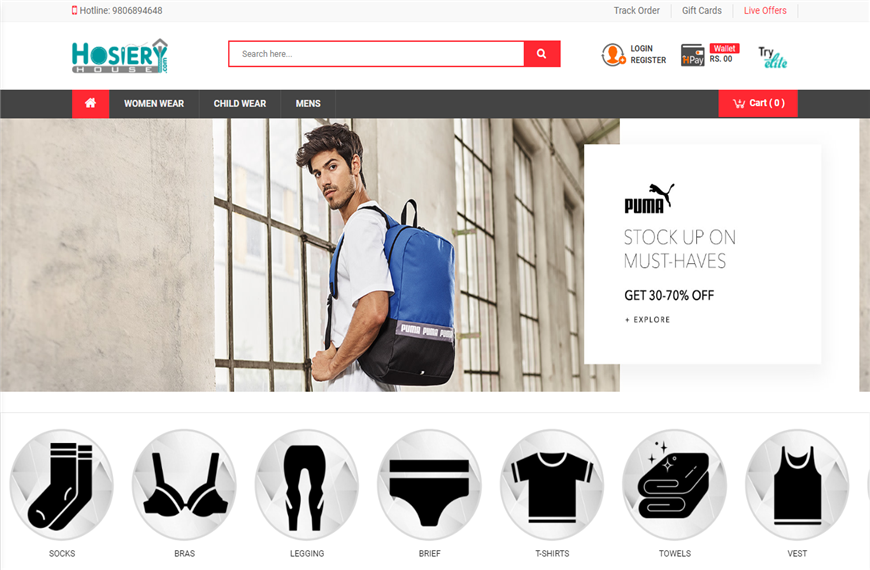 Hotline: 9806894648
Track Order
Gift Cards
Live Offers
HOSIERY
HOUSE
.com
Search here...
LOGIN
REGISTER
HPay
Wallet
RS. 00
Try
elite
WOMEN WEAR
CHILD WEAR
MENS
Cart ( 0 )
PUMA PUMA PUMA
PUMA
STOCK UP ON
MUST-HAVES
GET 30-70% OFF
+ EXPLORE
SOCKS
BRAS
LEGGING
BRIEF
T-SHIRTS
TOWELS
VEST